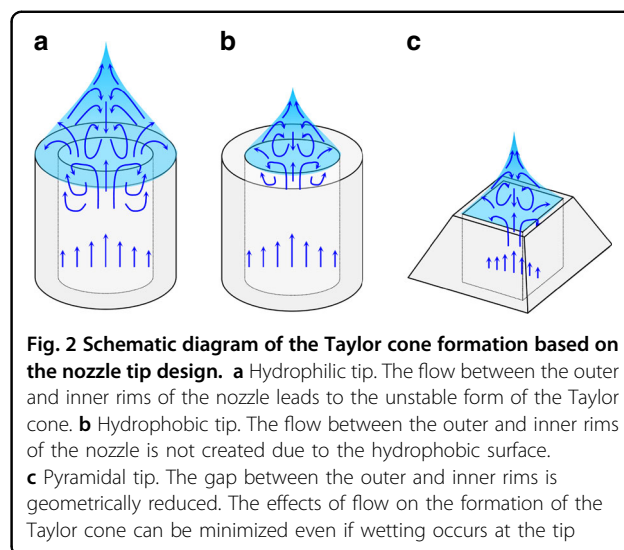 a
b
c
Fig. 2 Schematic diagram of the Taylor cone formation based on
the nozzle tip design. a Hydrophilic tip. The flow between the outer
and inner rims of the nozzle leads to the unstable form of the Taylor
cone. b Hydrophobic tip. The flow between the outer and inner rims
of the nozzle is not created due to the hydrophobic surface.
c Pyramidal tip. The gap between the outer and inner rims is
geometrically reduced. The effects of flow on the formation of the
Taylor cone can be minimized even if wetting occurs at the tip